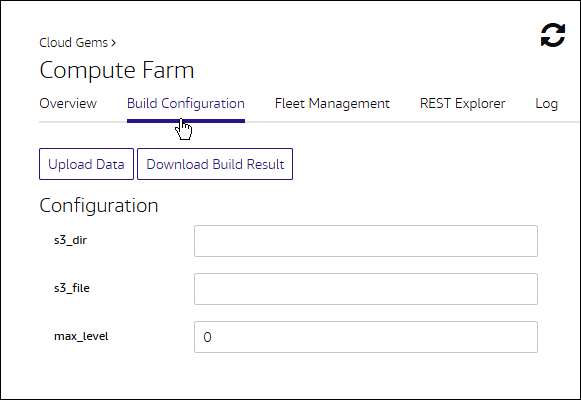 Cloud Gems >
Compute Farm
Overview Build Configuration Fleet Management REST Explorer Log
Upload Data Download Build Result
Configuration
s3_dir
s3_file
max_level 0